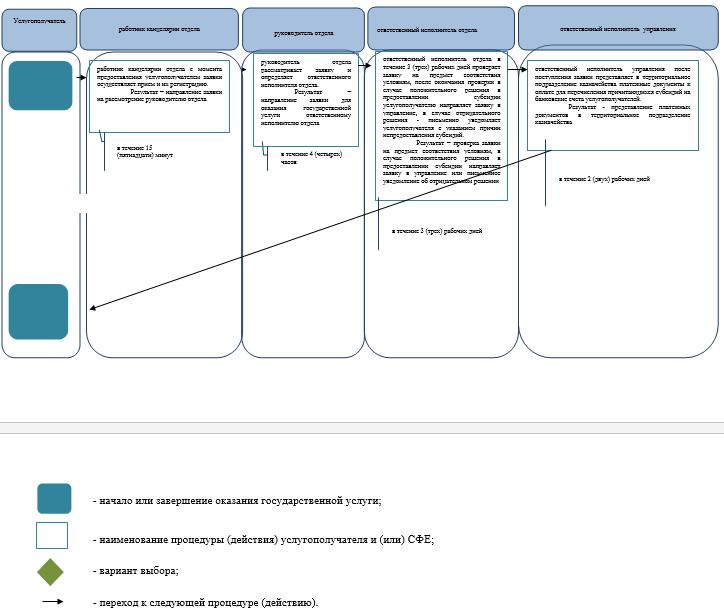 Услугополучатель
работник канцелярии отдела
руководитель отдела
ответственный исполнитель отдела
ответственный исполнитель управления
работник канцелярии отдела с момента
предоставления услугополучателем заявки
осуществляет прием и их регистрацию.
Результат – направление заявки
на рассмотрение руководителю отдела
в течение 15
(пятнадцати) минут
руководитель отдела
рассматривает заявку и
определяет ответственного
исполнителя отдела.
Результат –
направление заявки для
оказания государственной
услуги ответственному
исполнителю отдела
в течение 4 (четырех)
часов
ответственный исполнитель отдела в
течение 3 (трех) рабочих дней проверяет
заявку на предмет соответствия
условиям, после окончания проверки в
случае положительного решения в
предоставлении субсидии
услугополучателю направляет заявку в
управление, в случае отрицательного
решения - письменно уведомляет
услугополучателя с указанием причин
непредоставления субсидий.
Результат – проверка заявки
на предмет соответствия условиям, в
случае положительного решения в
предоставлении субсидии направляет
заявку в управление или письменное
уведомление об отрицательном решении
в течение 3 (трех) рабочих дней
ответственный исполнитель управления после
поступления заявки представляет в территориальное
подразделение казначейства платежные документы к
оплате для перечисления причитающихся субсидий на
банковские счета услугополучателей.
Результат - представление платежных
документов в территориальное подразделение
казначейства
в течение 2 (двух) рабочих дней
- начало или завершение оказания государственной услуги;
- наименование процедуры (действия) услугополучателя и (или) СФЕ;
- вариант выбора;
- переход к следующей процедуре (действию).